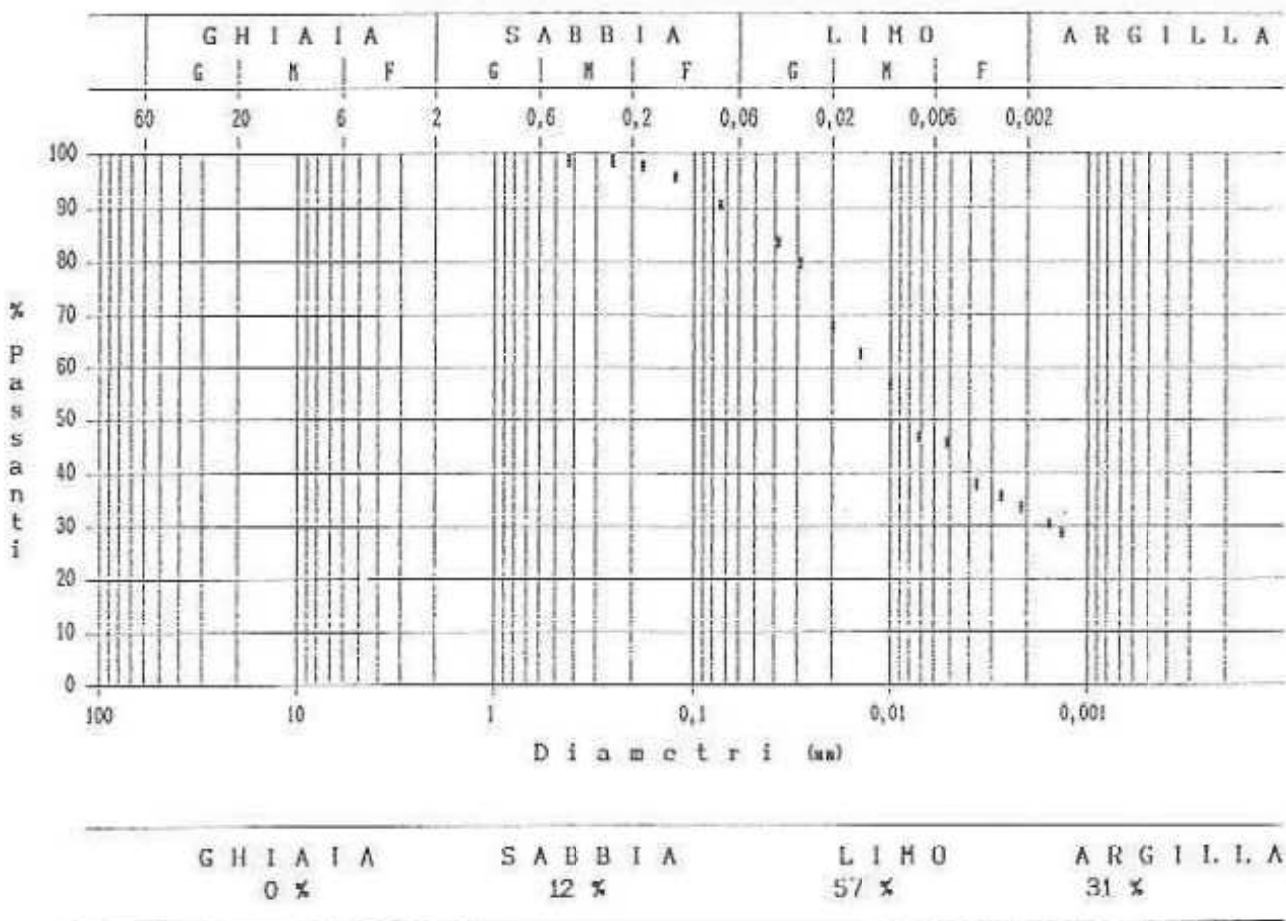 G H I A I A S A B B I A L I M O A R G I L L A
G M F G M F G M F
60 20 6 2 0,6 0,2 0,06 0,02 0,006 0,002
100
90
80
70
60
50
40
30
20
10
0
% Passanti
100 10 1 0,1 0,01 0,001
Diametri (mm)
G H I A I A S A B B I A L I M O A R G I L L A
0 % 12 % 57 % 31 %